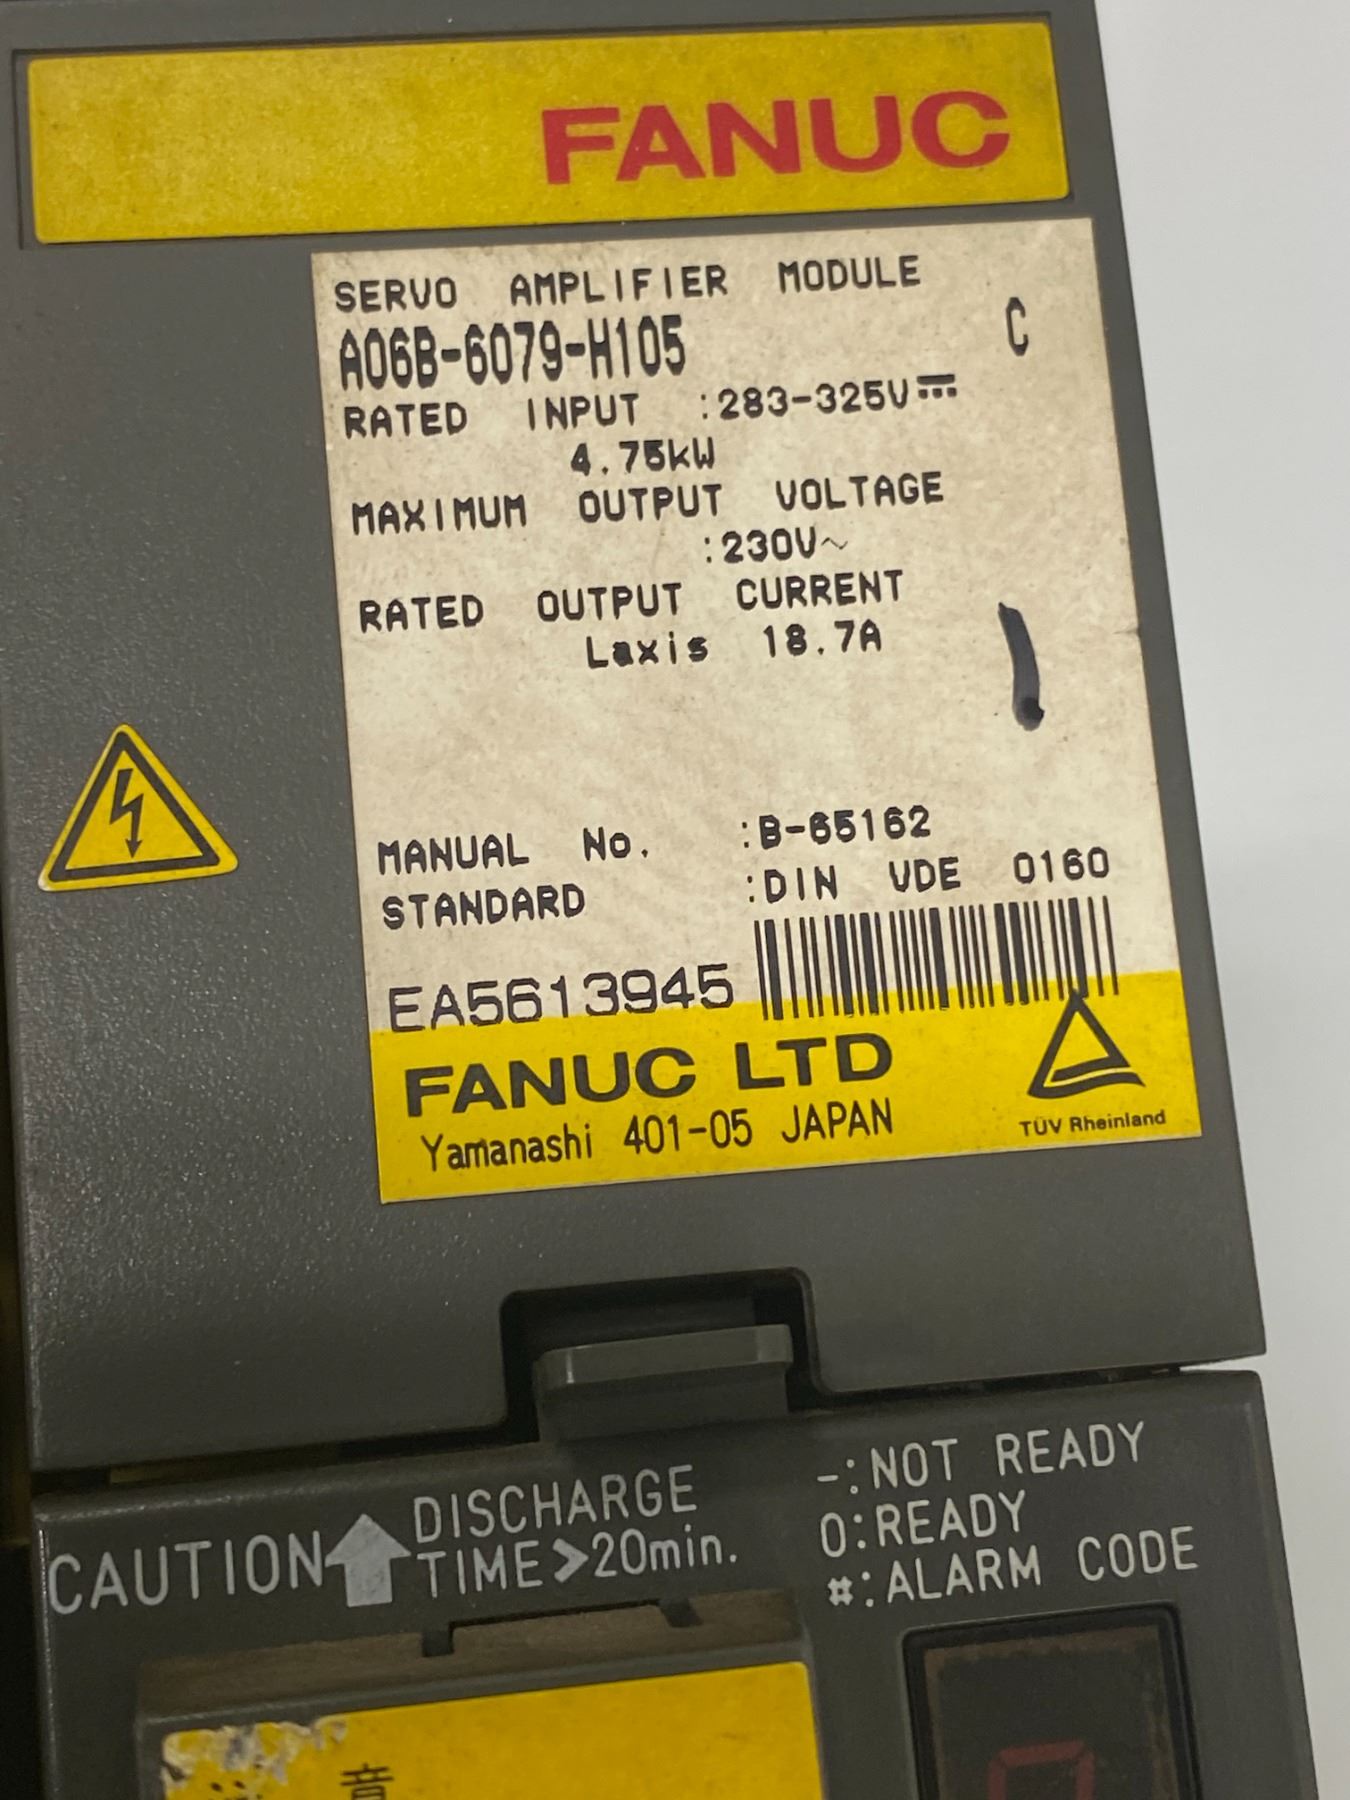 FANUC
SERVO AMPLIFIER MODULE
A06B-6079-H105 C
RATED INPUT :283-325V⎓
4.75kW
MAXIMUM OUTPUT VOLTAGE
:230V~
RATED OUTPUT CURRENT
Laxis 18.7A
MANUAL No. :B-65162
STANDARD :DIN VDE 0160
EA5613945
FANUC LTD
Yamanashi 401-05 JAPAN
TÜV Rheinland
-:NOT READY
0:READY
#:ALARM CODE
CAUTION DISCHARGE
TIME>20min.